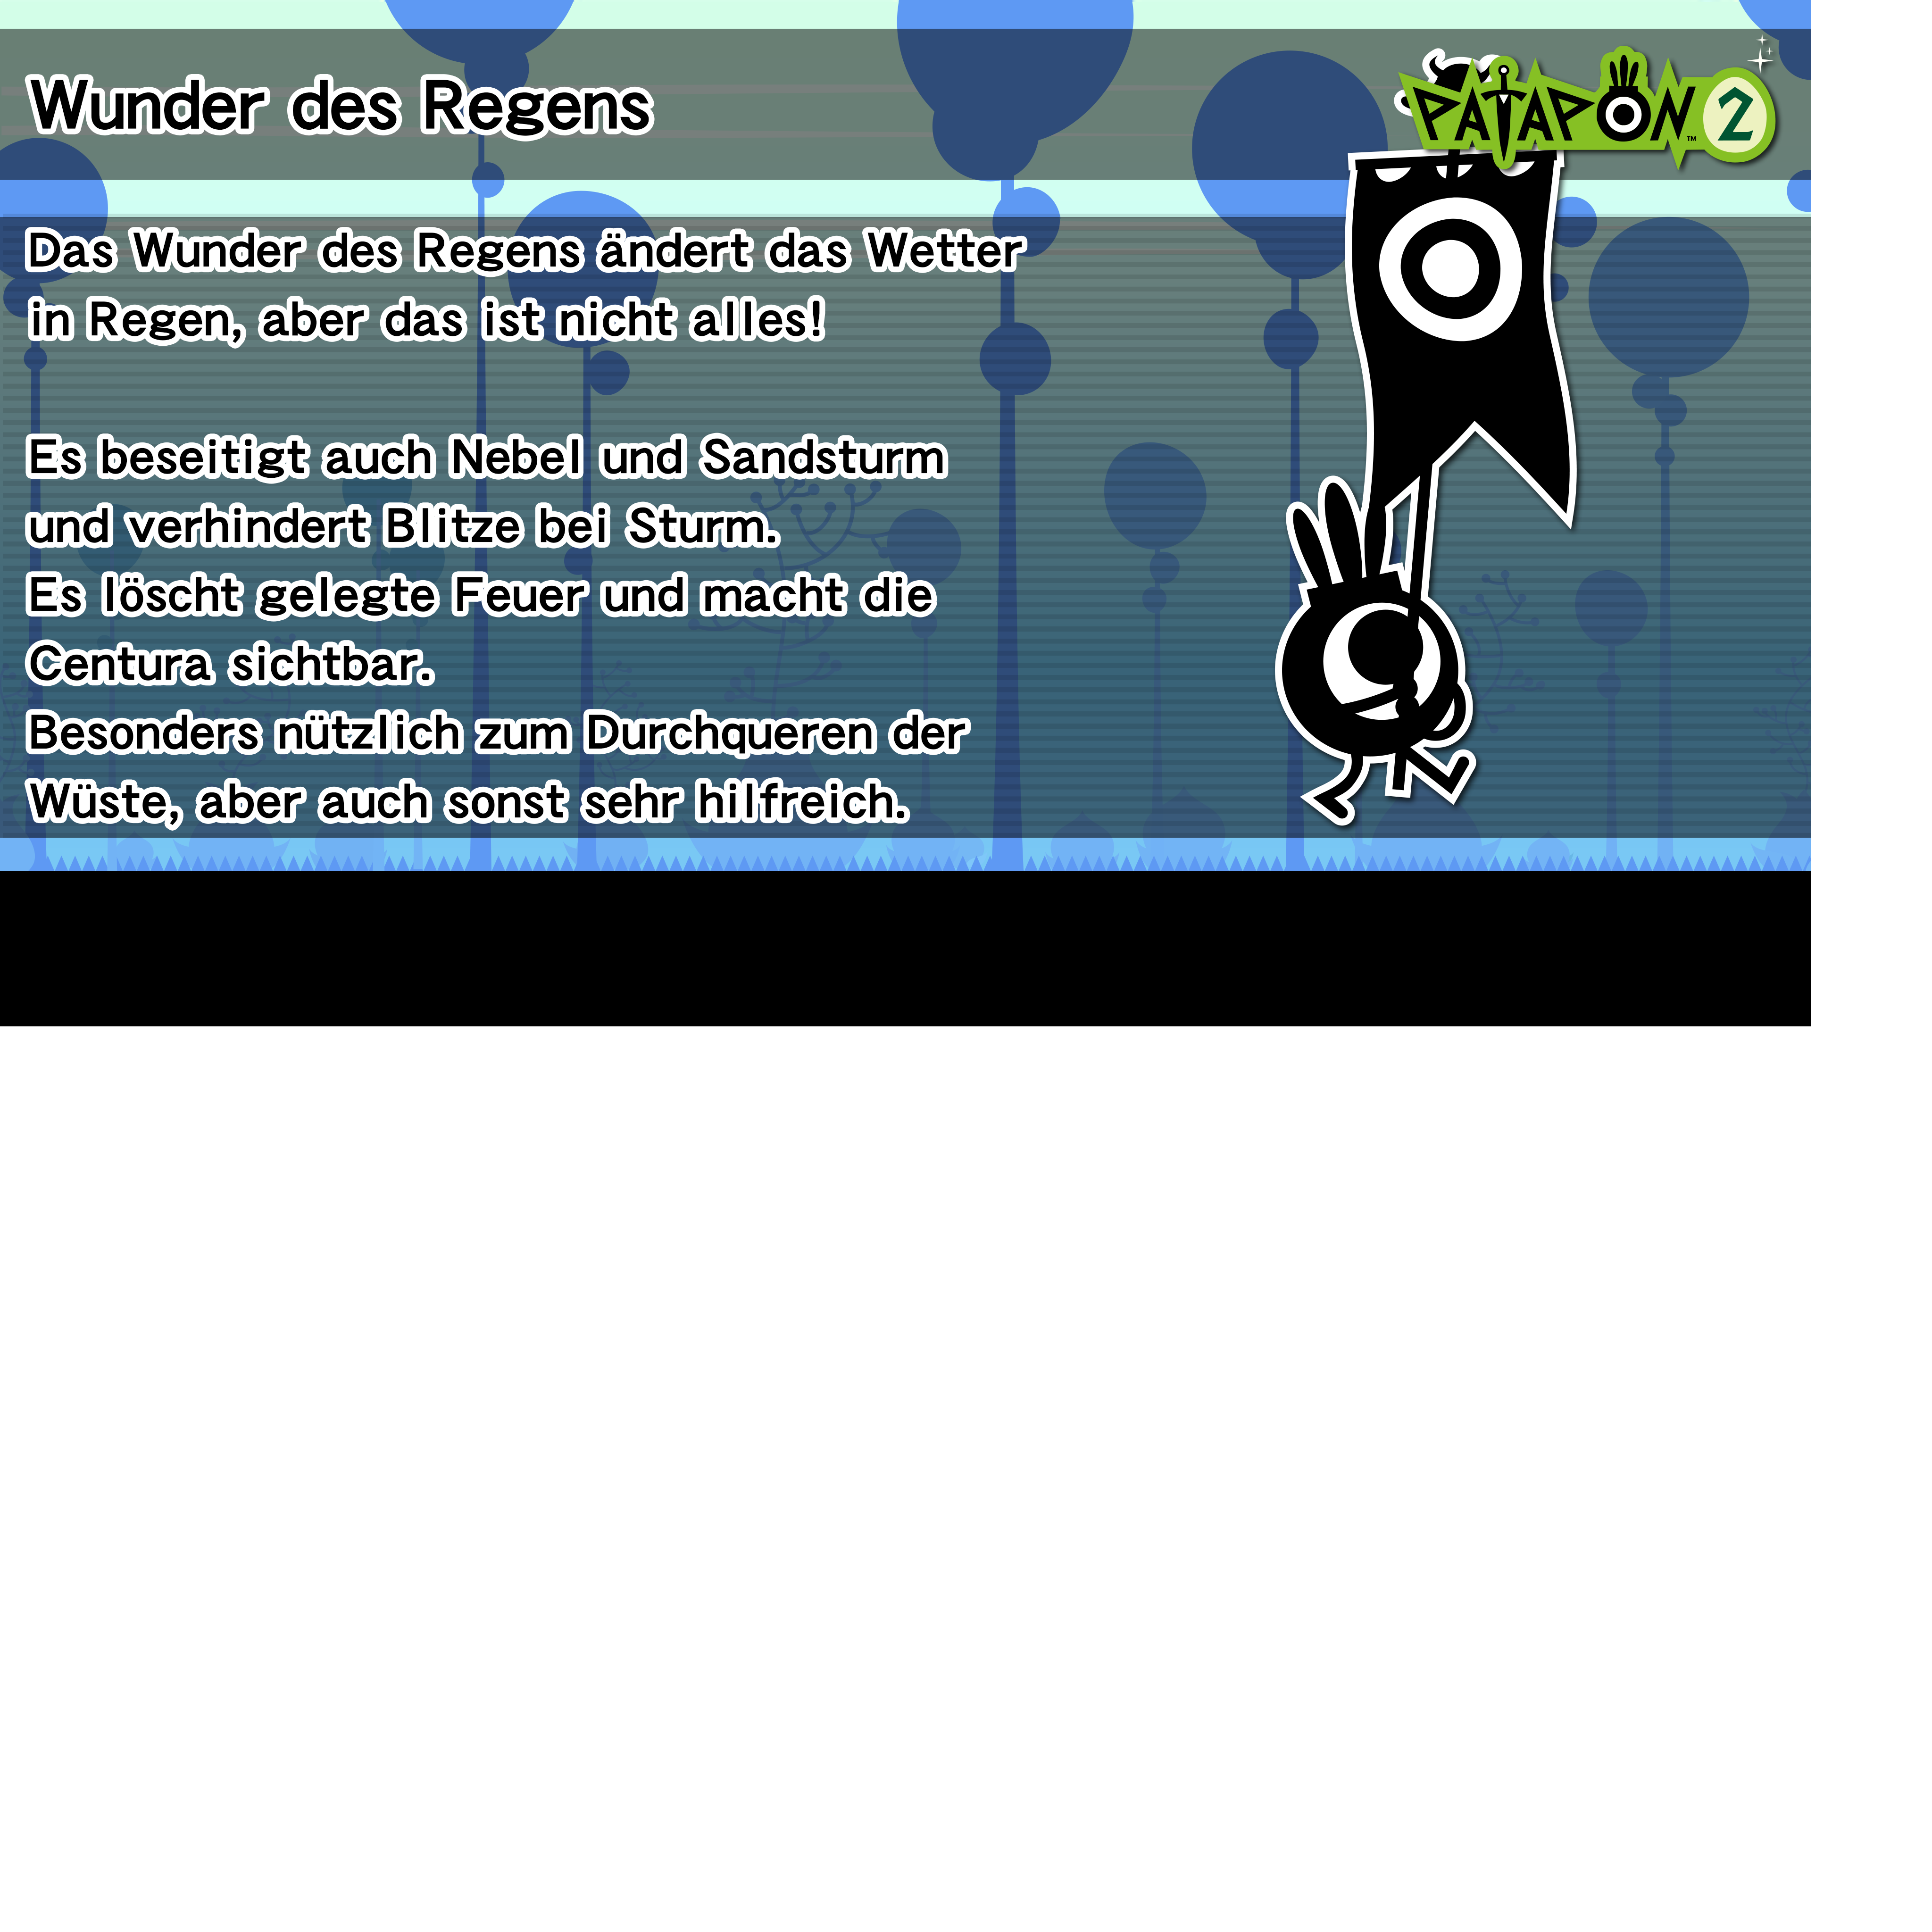 Wunder des Regens
PATAPON™ 2
Das Wunder des Regens ändert das Wetter
in Regen, aber das ist nicht alles!
Es beseitigt auch Nebel und Sandsturm
und verhindert Blitze bei Sturm.
Es löscht gelegte Feuer und macht die
Centura sichtbar.
Besonders nützlich zum Durchqueren der
Wüste, aber auch sonst sehr hilfreich.